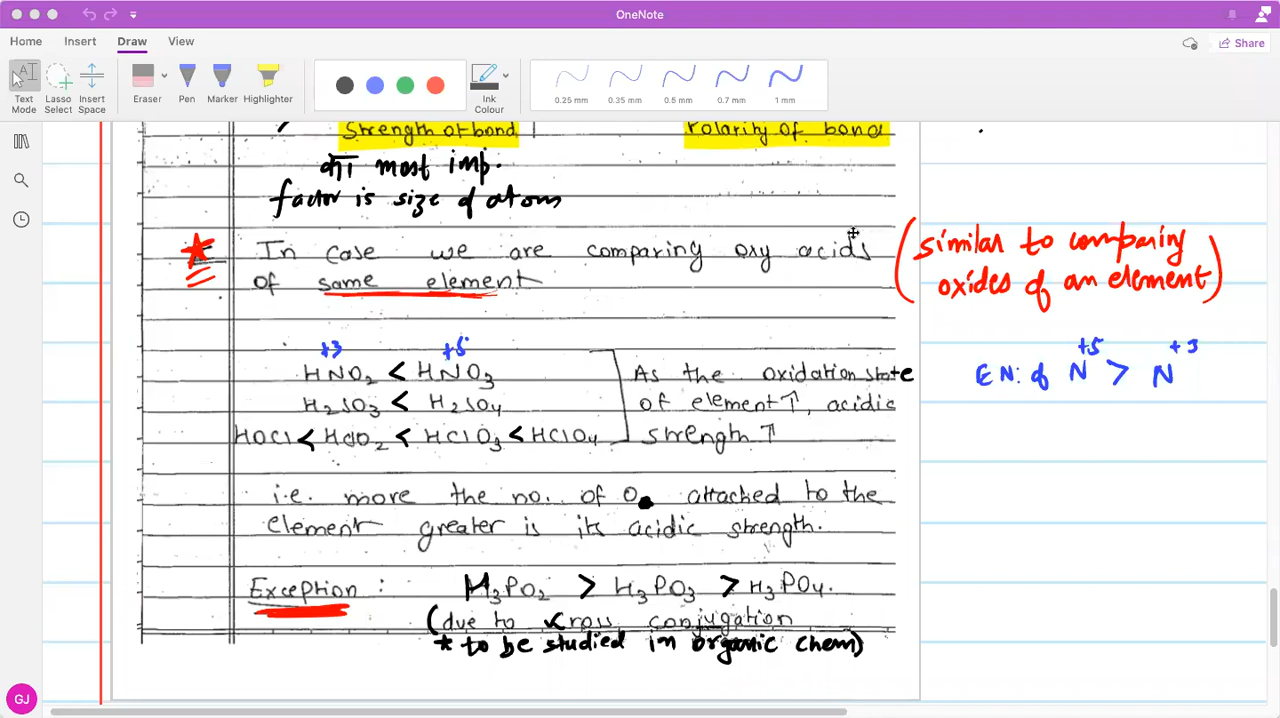 OneNote
Home Insert Draw View
Share
Text Mode
Lasso Select
Insert Space
Eraser
Pen
Marker
Highlighter
Ink Colour
0.25 mm 0.35 mm 0.5 mm 0.7 mm 1 mm
Strength of bond Polarity of bond
most imp.
factor is size of atom
In case we are comparing oxy acids
of same element
(similar to comparing
oxides of an element)
+3 +5
HNO2 < HNO3
H2SO3 < H2SO4
HOCl < HClO2 < HClO3 < HClO4
As the oxidation state
of element ↑, acidic
strength ↑
+5 +3
EN. of N > N
i.e. more the no. of O attached to the
element greater is its acidic strength.
Exception : H3PO2 > H3PO3 > H3PO4.
(due to cross conjugation
* to be studied in organic chem)
GJ